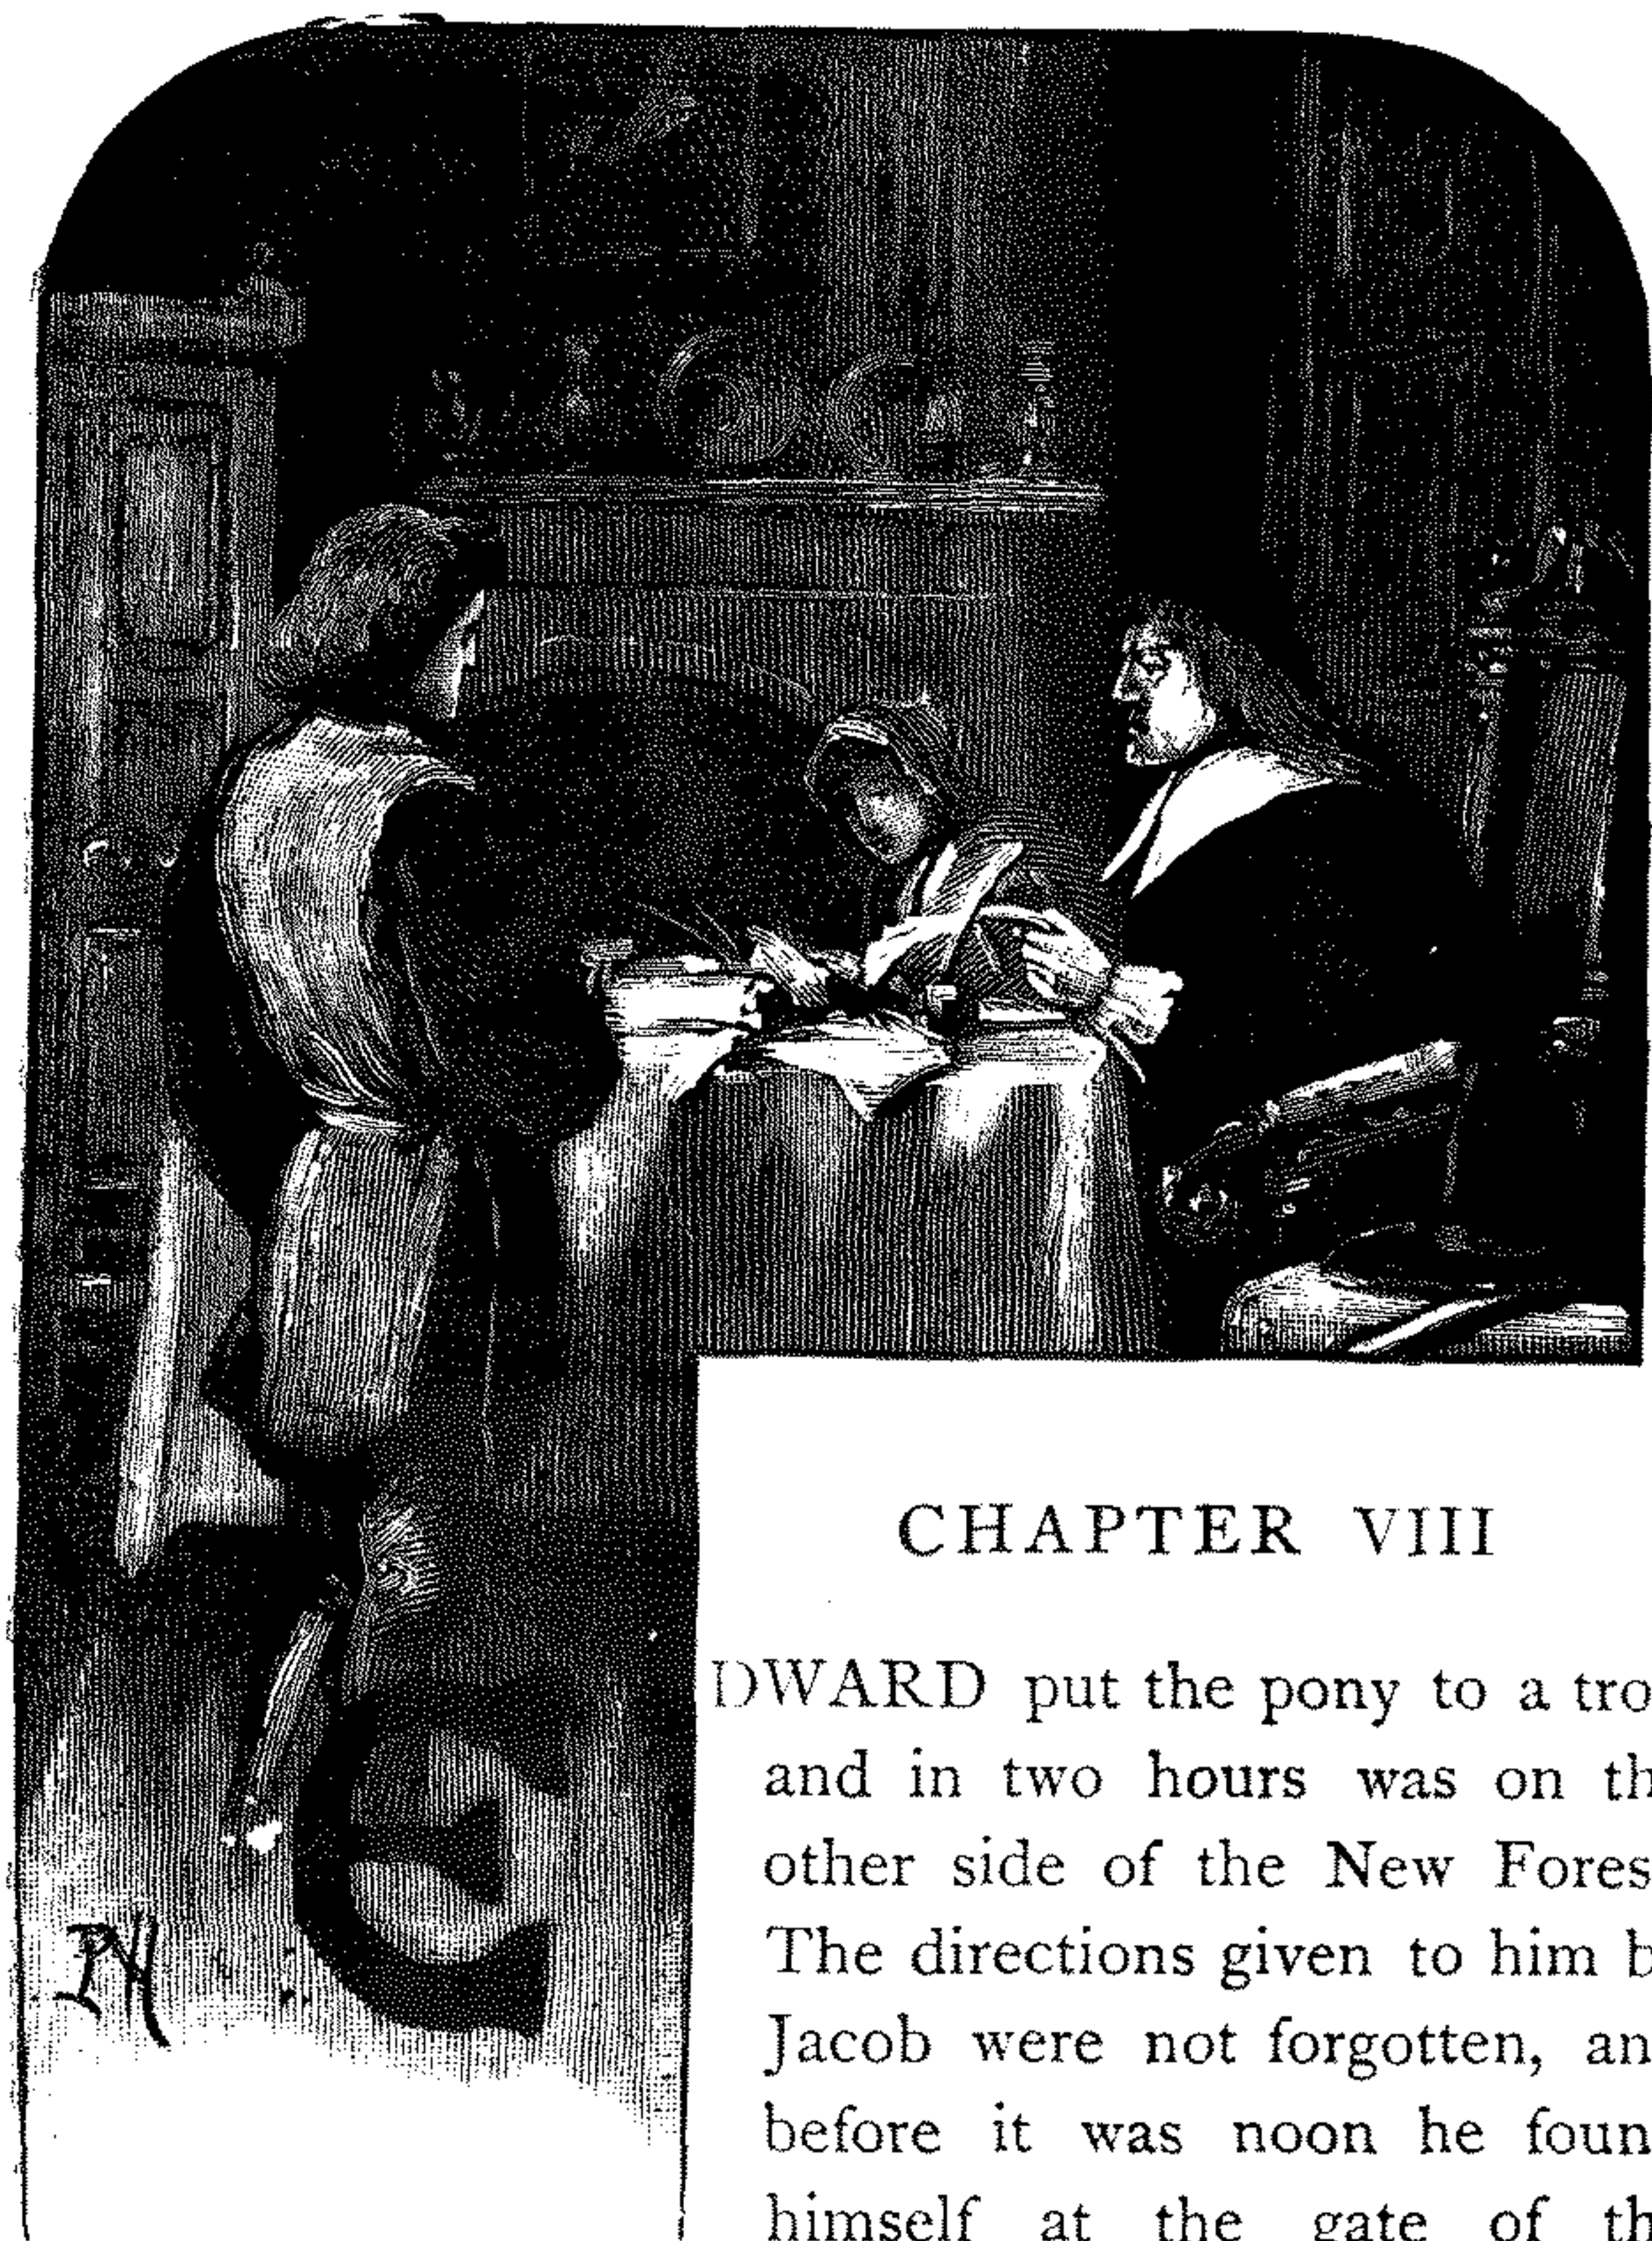 CHAPTER VIII
EDWARD put the pony to a tro
and in two hours was on th
other side of the New Fores
The directions given to him b
Jacob were not forgotten, an
before it was noon he foun
himself at the gate of th